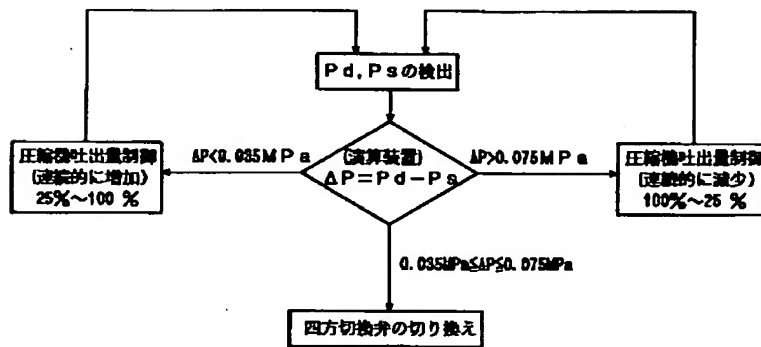 Ｐｄ,Ｐｓの検出
圧縮機吐出量制御
(連続的に増加)
25%～100 %
ΔP<0.035ＭＰａ
(演算装置)
ΔＰ＝Ｐｄ－Ｐｓ
ΔP>0.075ＭＰａ
圧縮機吐出量制御
(連続的に減少)
100%～25 %
0.035MPa≦ΔP≦0.075MPa
四方切換弁の切り換え